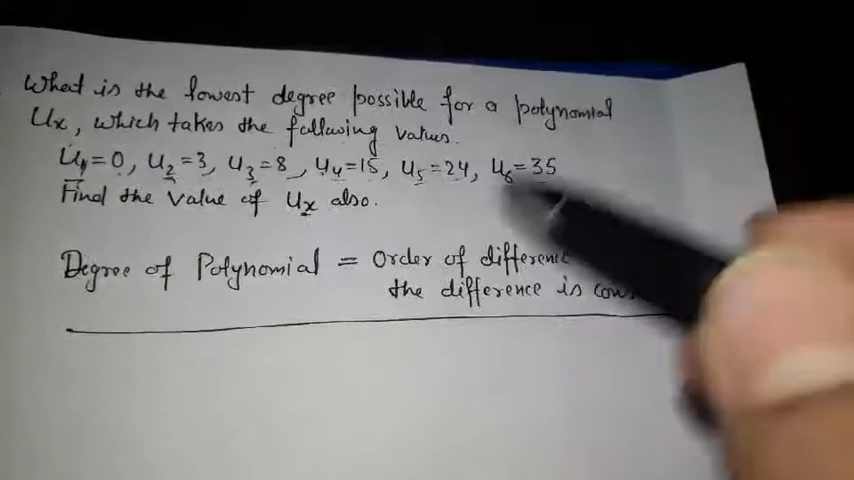 What is the lowest degree possible for a polynomial
Ux, which takes the following values.
U1=0, U2=3, U3=8, U4=15, U5=24, U6=35
Find the value of Ux also.
Degree of Polynomial = Order of difference
the difference is